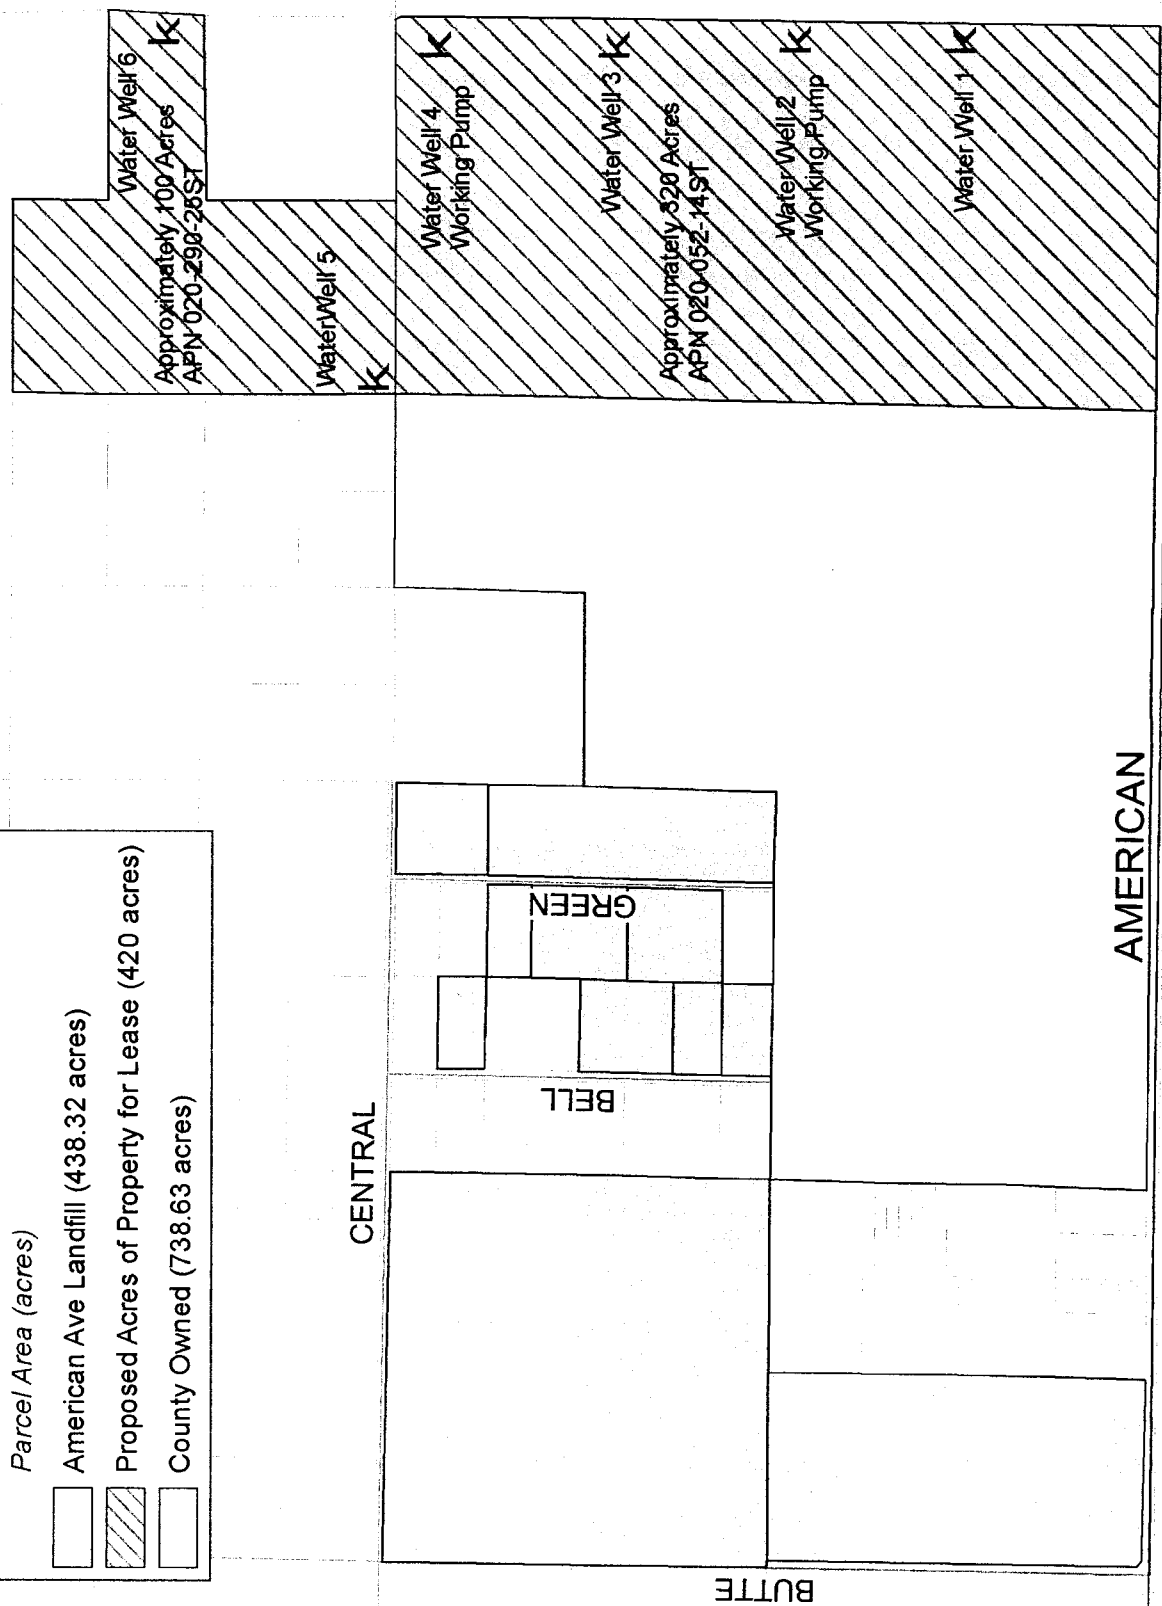 Parcel Area (acres)
American Ave Landfill (438.32 acres)
Proposed Acres of Property for Lease (420 acres)
County Owned (738.63 acres)
Water Well 6
k
Approximately 100 Acres
APN 020-290-25ST
WaterWell 5
k
Water Well 4
Working Pump
k
Water Well 3
k
Approximately 320 Acres
APN 020-052-14ST
Water Well 2
Working Pump
k
Water Well 1
k
CENTRAL
GREEN
BELL
BUTTE
AMERICAN